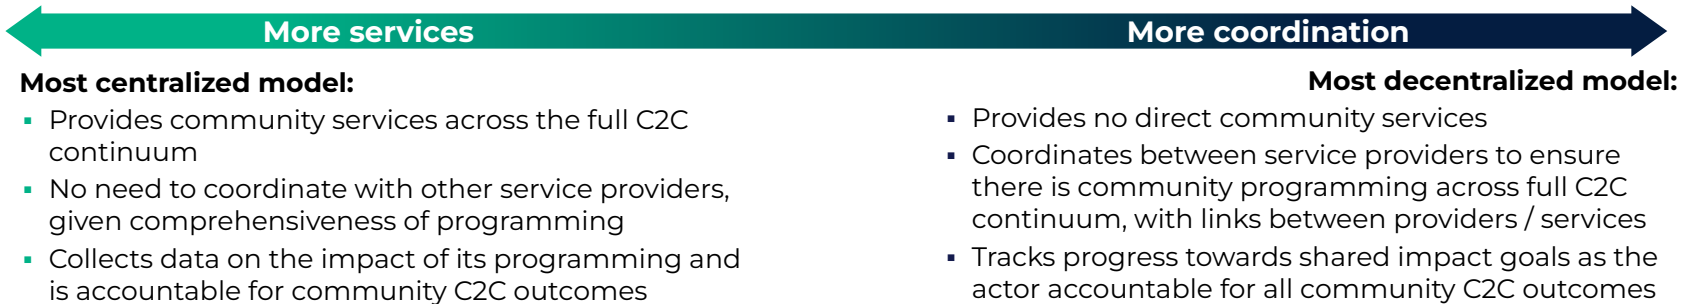 More services
More coordination
Most centralized model:
▪ Provides community services across the full C2C
continuum
▪ No need to coordinate with other service providers,
given comprehensiveness of programming
▪ Collects data on the impact of its programming and
is accountable for community C2C outcomes
Most decentralized model:
▪ Provides no direct community services
▪ Coordinates between service providers to ensure
there is community programming across full C2C
continuum, with links between providers / services
▪ Tracks progress towards shared impact goals as the
actor accountable for all community C2C outcomes